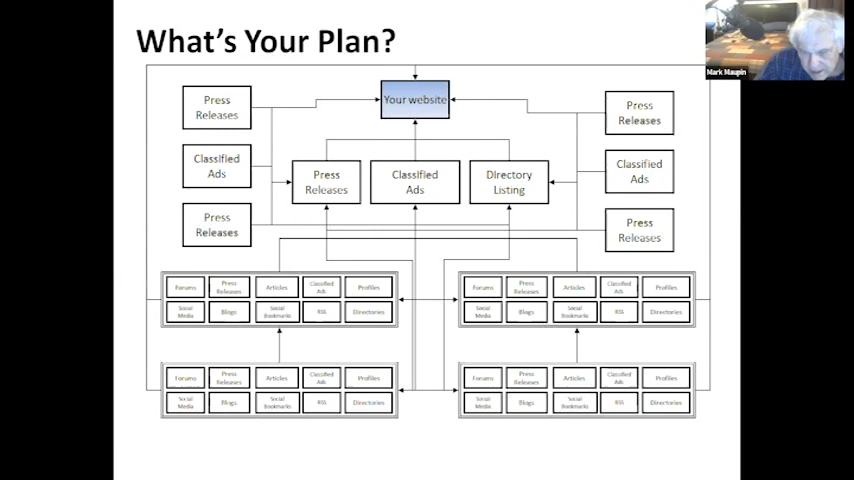 What's Your Plan?
Mark Maupin
Press
Releases
Your website
Press
Releases
Classified
Ads
Press
Releases
Classified
Ads
Directory
Listing
Classified
Ads
Press
Releases
Press
Releases
Forums
Press
Releases
Articles
Classified
Ads
Profiles
Social
Media
Blogs
Social
Bookmarks
RSS
Directories
Forums
Press
Releases
Articles
Classified
Ads
Profiles
Social
Media
Blogs
Social
Bookmarks
RSS
Directories
Forums
Press
Releases
Articles
Classified
Ads
Profiles
Social
Media
Blogs
Social
Bookmarks
RSS
Directories
Forums
Press
Releases
Articles
Classified
Ads
Profiles
Social
Media
Blogs
Social
Bookmarks
RSS
Directories